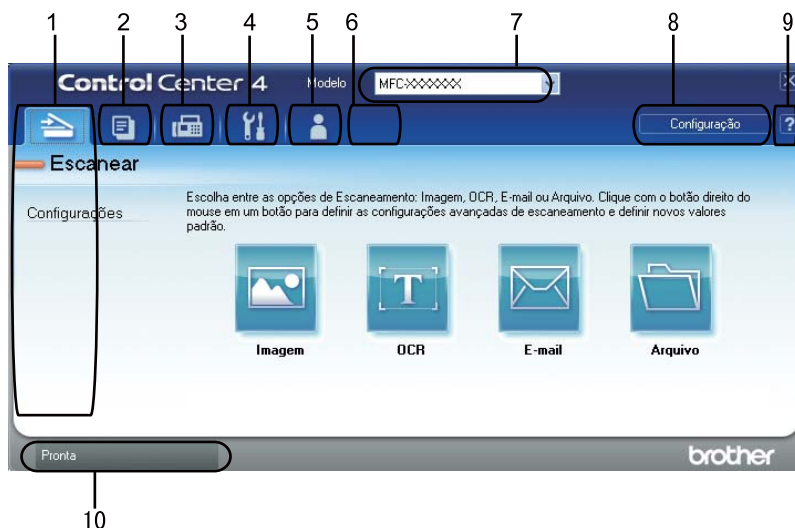 1 2 3 4 5 6 7 8 9
Control Center 4 Modelo MFC-XXXXXXX
Configuração ?
Escanear
Configurações
Escolha entre as opções de Escaneamento: Imagem, OCR, E-mail ou Arquivo. Clique com o botão direito do
mouse em um botão para definir as configurações avançadas de escaneamento e definir novos valores
padrão.
T
Imagem OCR E-mail Arquivo
Pronta brother
10